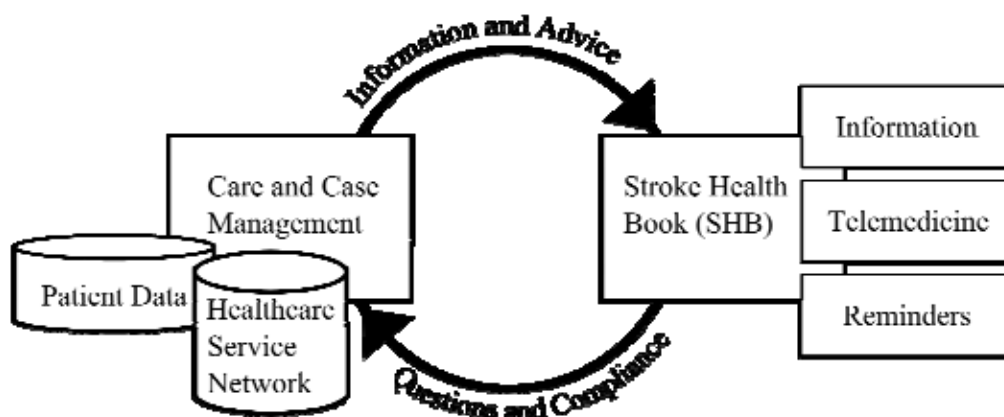 Information and Advice
Care and Case
Management
Patient Data
Healthcare
Service
Network
Stroke Health
Book (SHB)
Information
Telemedicine
Reminders
Questions and Compliance